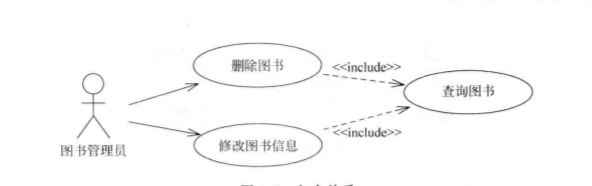 删除图书
<<include>>
查询图书
图书管理员
修改图书信息
<<include>>